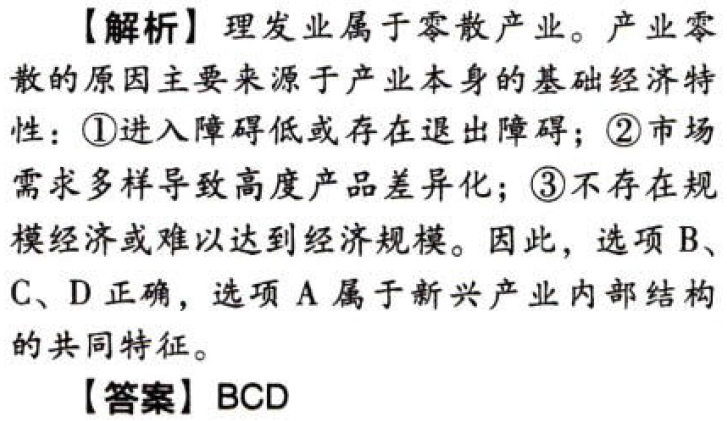 【解析】理发业属于零散产业。产业零
散的原因主要来源于产业本身的基础经济特
性：①进入障碍低或存在退出障碍；②市场
需求多样导致高度产品差异化；③不存在规
模经济或难以达到经济规模。因此，选项 B、
C、D 正确，选项 A 属于新兴产业内部结构
的共同特征。
【答案】BCD